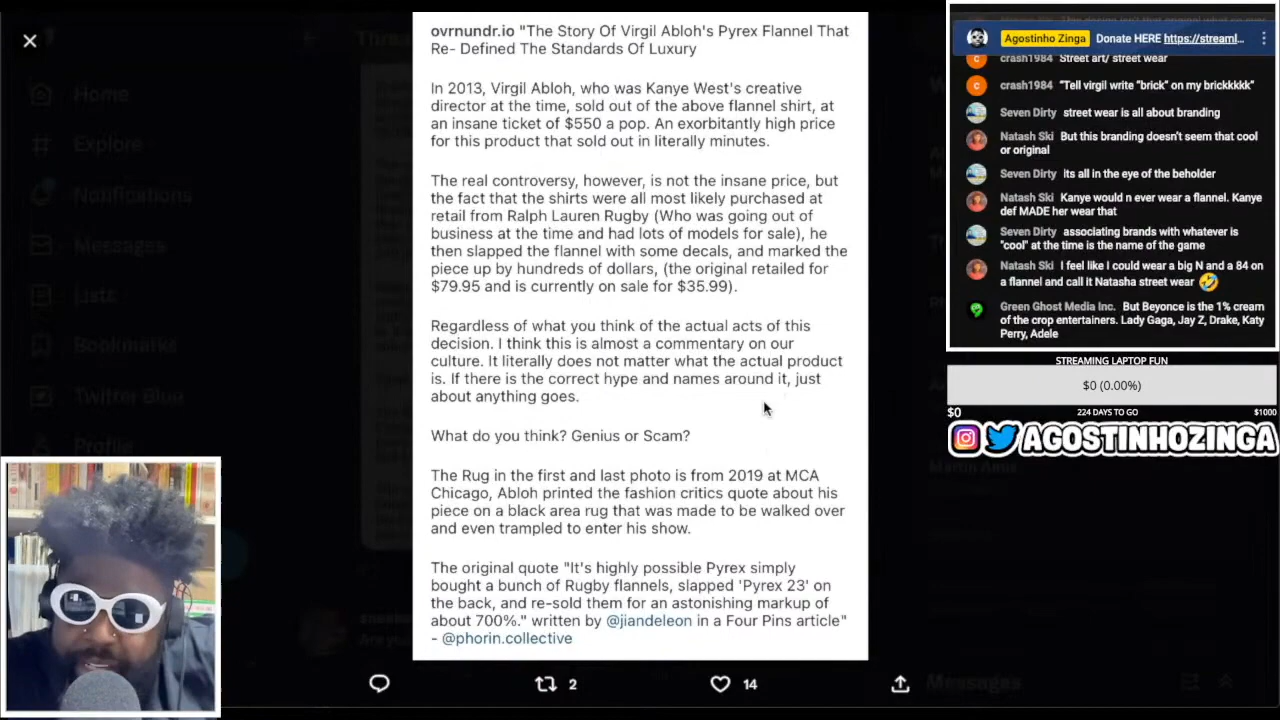 ovrnundr.io "The Story Of Virgil Abloh's Pyrex Flannel That
Re- Defined The Standards Of Luxury
In 2013, Virgil Abloh, who was Kanye West's creative
director at the time, sold out of the above flannel shirt, at
an insane ticket of $550 a pop. An exorbitantly high price
for this product that sold out in literally minutes.
The real controversy, however, is not the insane price, but
the fact that the shirts were all most likely purchased at
retail from Ralph Lauren Rugby (Who was going out of
business at the time and had lots of models for sale), he
then slapped the flannel with some decals, and marked the
piece up by hundreds of dollars, (the original retailed for
$79.95 and is currently on sale for $35.99).
Regardless of what you think of the actual acts of this
decision. I think this is almost a commentary on our
culture. It literally does not matter what the actual product
is. If there is the correct hype and names around it, just
about anything goes.
What do you think? Genius or Scam?
The Rug in the first and last photo is from 2019 at MCA
Chicago, Abloh printed the fashion critics quote about his
piece on a black area rug that was made to be walked over
and even trampled to enter his show.
The original quote "It's highly possible Pyrex simply
bought a bunch of Rugby flannels, slapped 'Pyrex 23' on
the back, and re-sold them for an astonishing markup of
about 700%." written by @jiandeleon in a Four Pins article"
- @phorin.collective
2
14
Home
Explore
Notifications
Messages
Lists
Bookmarks
Twitter Blue
Profile
Messages
Agostinho Zinga Donate HERE https://streaml...
crash1984 Street art/ street wear
crash1984 "Tell virgil write "brick" on my brickkkkk"
Seven Dirty street wear is all about branding
Natash Ski But this branding doesn't seem that cool
or original
Seven Dirty its all in the eye of the beholder
Natash Ski Kanye would n ever wear a flannel. Kanye
def MADE her wear that
Seven Dirty associating brands with whatever is
"cool" at the time is the name of the game
Natash Ski I feel like I could wear a big N and a 84 on
a flannel and call it Natasha street wear 🤣
Green Ghost Media Inc. But Beyonce is the 1% cream
of the crop entertainers. Lady Gaga, Jay Z, Drake, Katy
Perry, Adele
STREAMING LAPTOP FUN
$0 (0.00%)
$0 224 DAYS TO GO $1000
AGOSTINHOZINGA